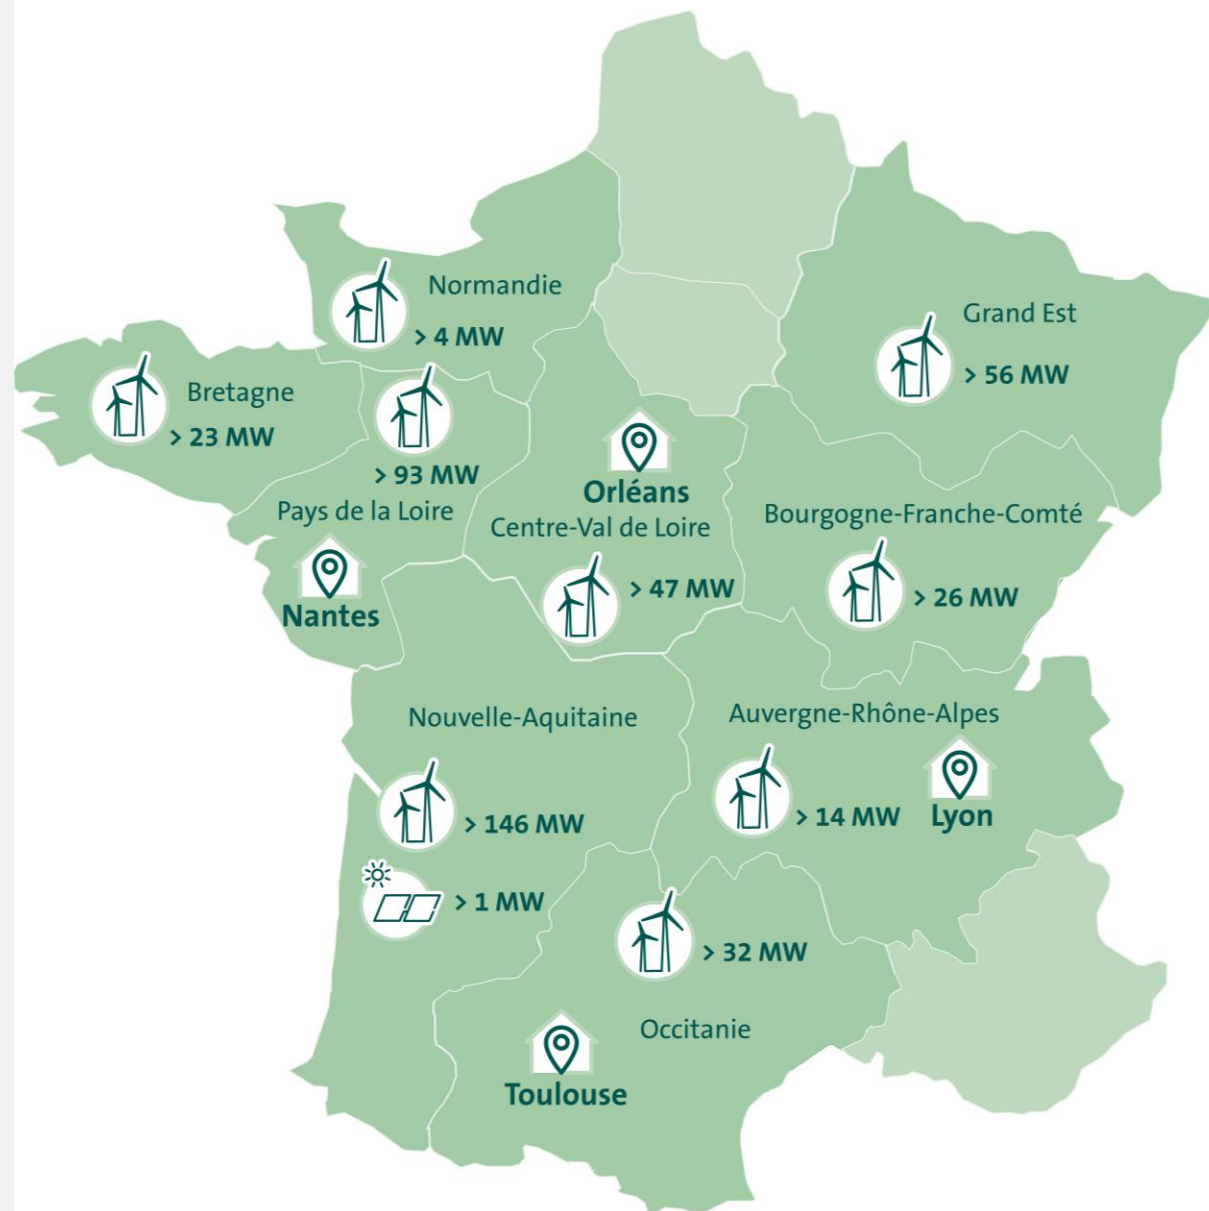 Normandie
> 4 MW
Grand Est
> 56 MW
Bretagne
> 23 MW
> 93 MW
Pays de la Loire
Nantes
Orléans
Centre-Val de Loire
> 47 MW
Bourgogne-Franche-Comté
> 26 MW
Nouvelle-Aquitaine
> 146 MW
> 1 MW
Auvergne-Rhône-Alpes
> 14 MW
Lyon
> 32 MW
Occitanie
Toulouse